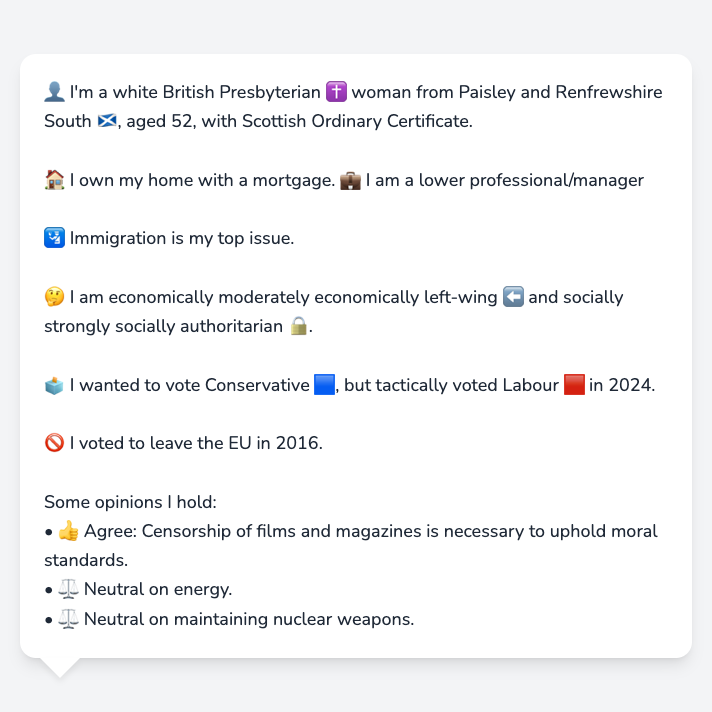 👤 I'm a white British Presbyterian ✝️ woman from Paisley and Renfrewshire
South 🏴󠁧󠁢󠁳󠁣󠁴󠁿, aged 52, with Scottish Ordinary Certificate.
🏠 I own my home with a mortgage. 💼 I am a lower professional/manager
🛂 Immigration is my top issue.
🤔 I am economically moderately economically left-wing ⬅️ and socially
strongly socially authoritarian 🔒.
🗳️ I wanted to vote Conservative 🟦, but tactically voted Labour 🟥 in 2024.
🚫 I voted to leave the EU in 2016.
Some opinions I hold:
• 👍 Agree: Censorship of films and magazines is necessary to uphold moral
standards.
• ⚖️ Neutral on energy.
• ⚖️ Neutral on maintaining nuclear weapons.